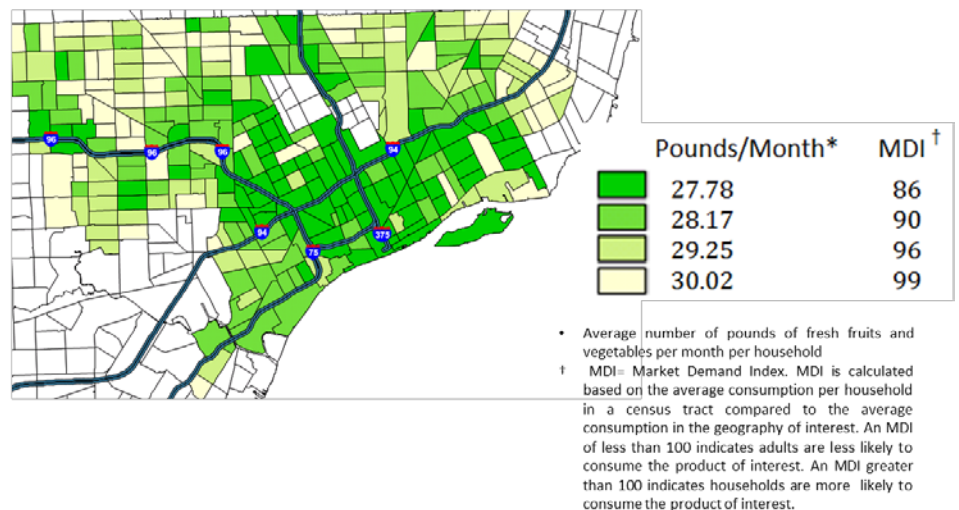 96
96
96
94
94
75
375
Pounds/Month* MDI †
27.78 86
28.17 90
29.25 96
30.02 99
• Average number of pounds of fresh fruits and
vegetables per month per household
† MDI= Market Demand Index. MDI is calculated
based on the average consumption per household
in a census tract compared to the average
consumption in the geography of interest. An MDI
of less than 100 indicates adults are less likely to
consume the product of interest. An MDI greater
than 100 indicates households are more likely to
consume the product of interest.